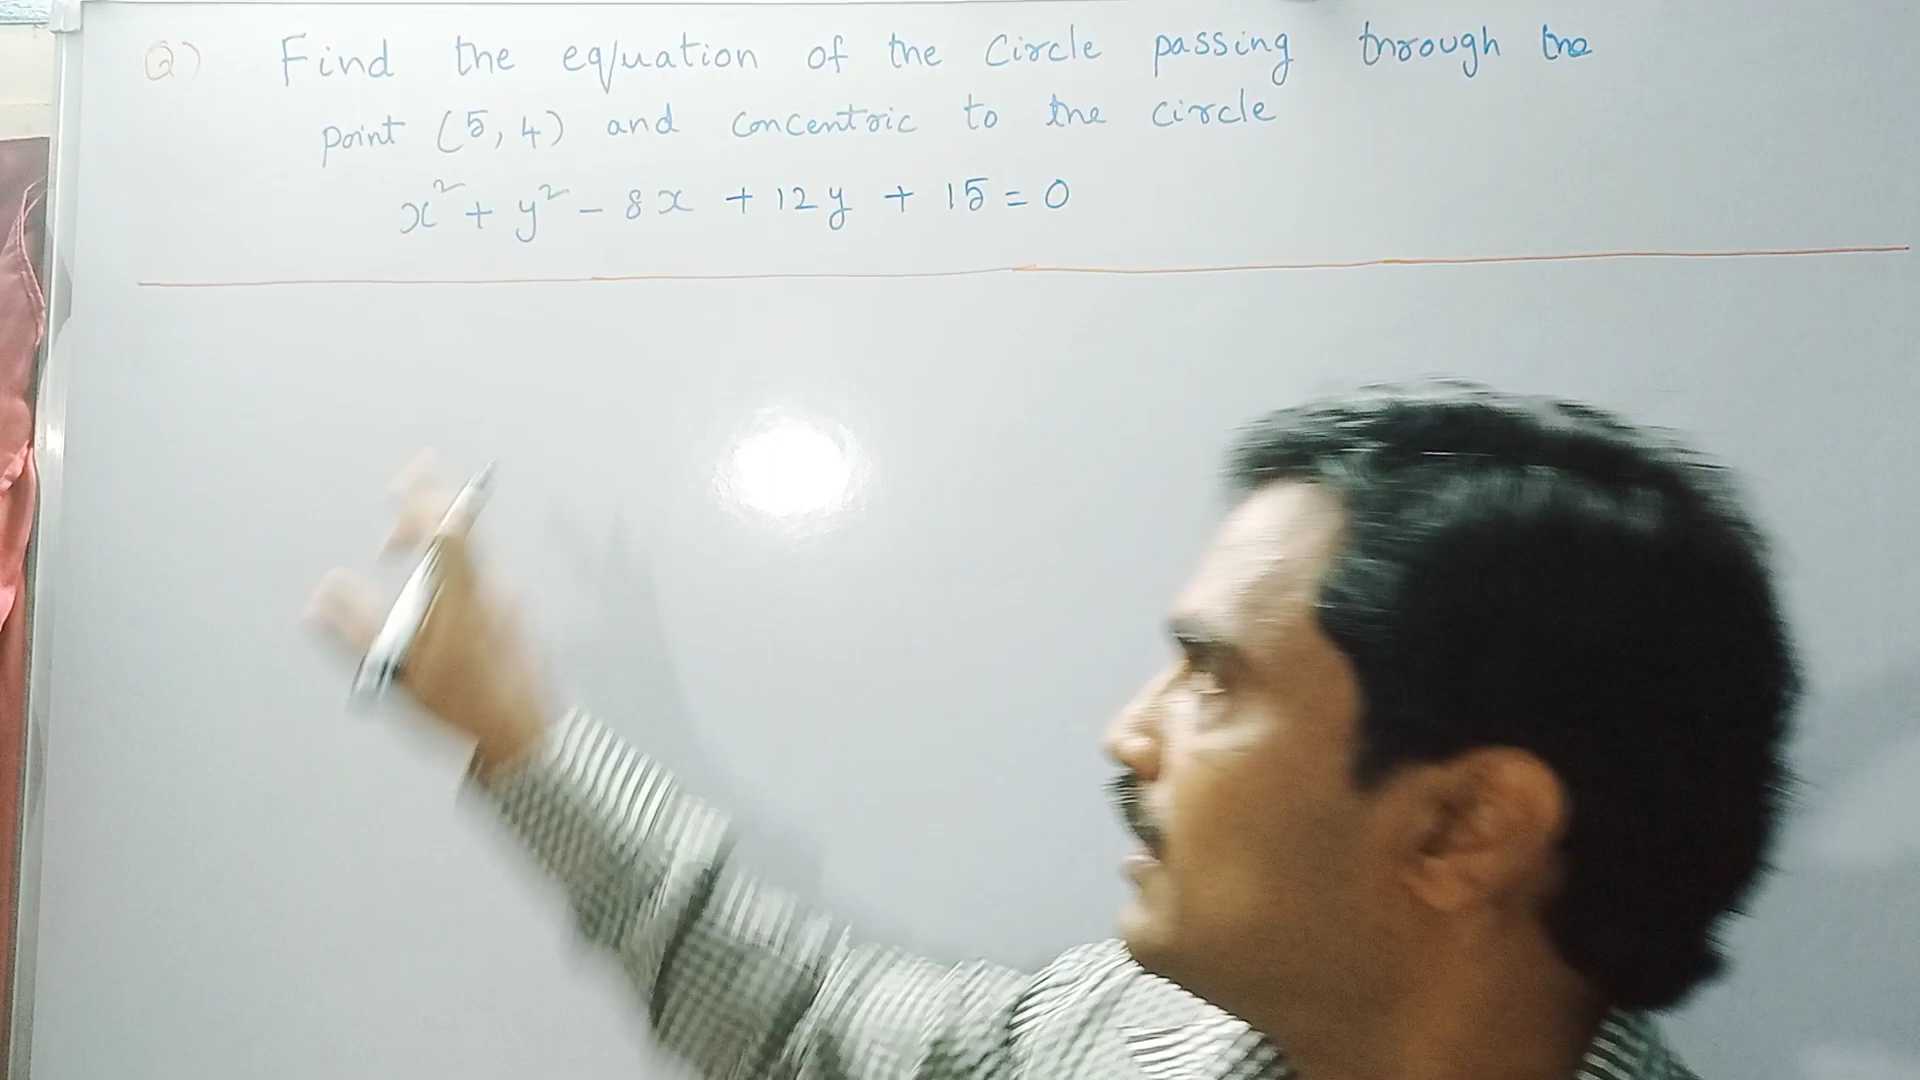 Q) Find the equation of the Circle passing through the
point (5, 4) and concentric to the circle
x² + y² - 8x + 12y + 15 = 0